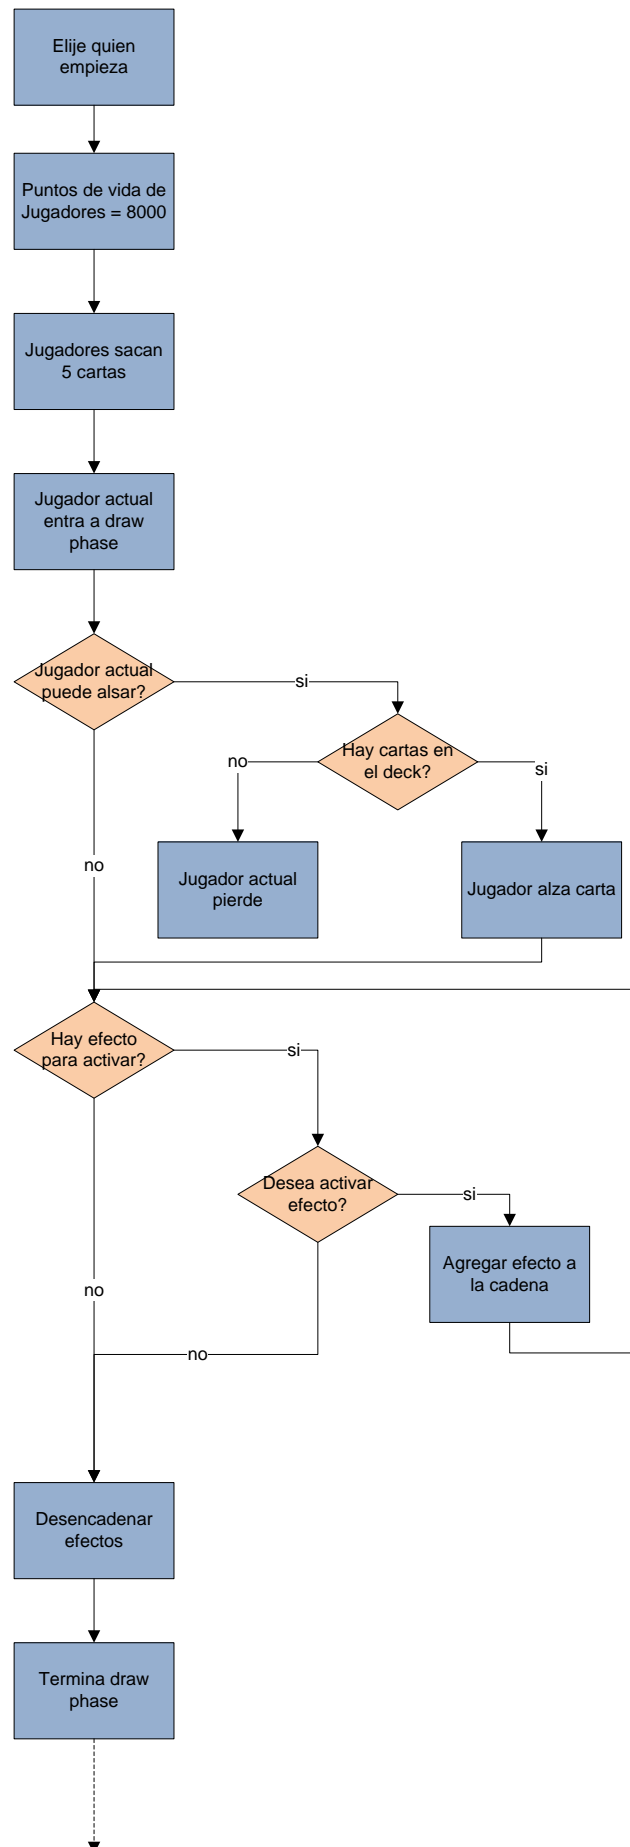 Elije quien
empieza
Puntos de vida de
Jugadores = 8000
Jugadores sacan
5 cartas
Jugador actual
entra a draw
phase
Jugador actual
puede alsar?
si
Hay cartas en
el deck?
no
si
no
Jugador actual
pierde
Jugador alza carta
Hay efecto
para activar?
si
Desea activar
efecto?
si
Agregar efecto a
la cadena
no
no
Desencadenar
efectos
Termina draw
phase